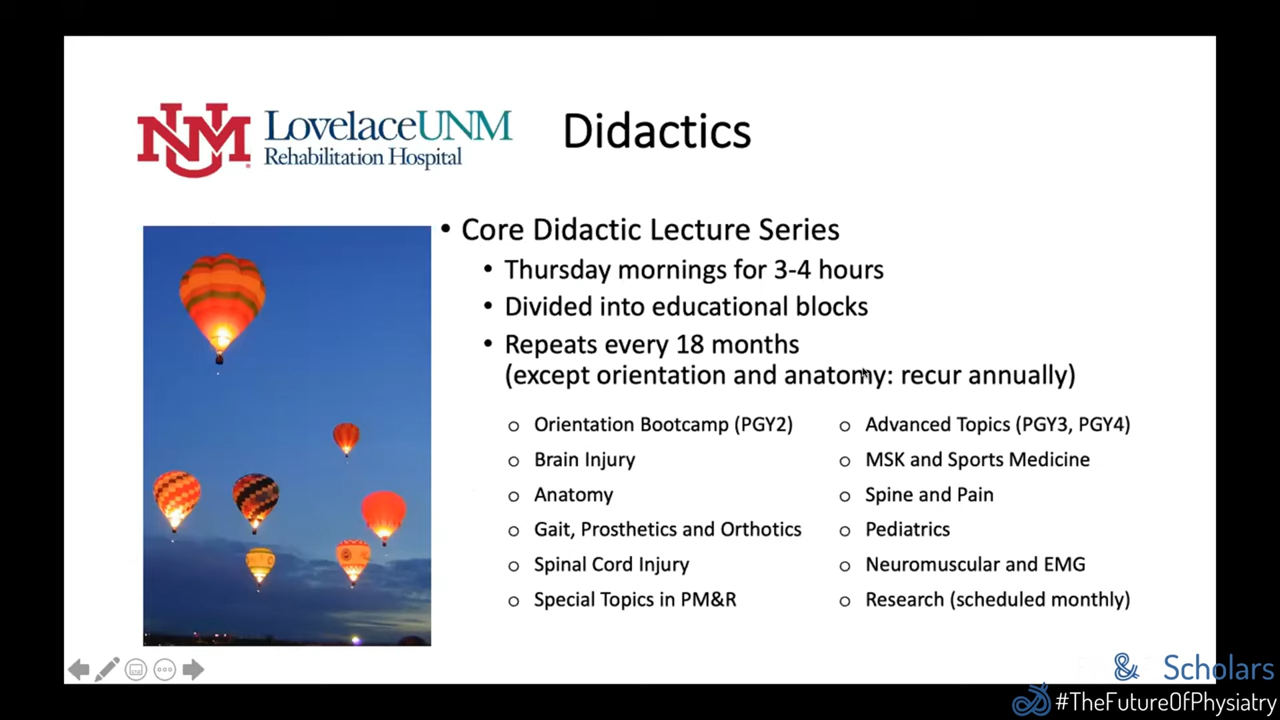 UNM
LovelaceUNM
Rehabilitation Hospital
Didactics
• Core Didactic Lecture Series
• Thursday mornings for 3-4 hours
• Divided into educational blocks
• Repeats every 18 months
(except orientation and anatomy: recur annually)
o Orientation Bootcamp (PGY2)
o Brain Injury
o Anatomy
o Gait, Prosthetics and Orthotics
o Spinal Cord Injury
o Special Topics in PM&R
o Advanced Topics (PGY3, PGY4)
o MSK and Sports Medicine
o Spine and Pain
o Pediatrics
o Neuromuscular and EMG
o Research (scheduled monthly)
& Scholars
#TheFutureOfPhysiatry